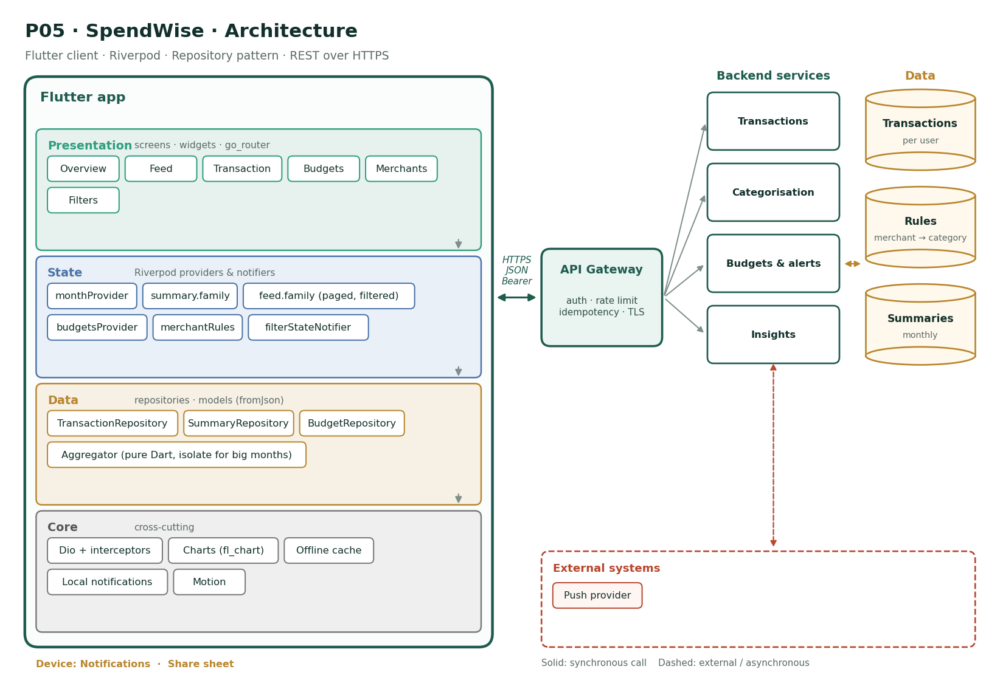 P05 · SpendWise · Architecture
Flutter client · Riverpod · Repository pattern · REST over HTTPS
Flutter app
Presentation screens · widgets · go_router
Overview
Feed
Transaction
Budgets
Merchants
Filters
State
Riverpod providers & notifiers
monthProvider
summary.family
feed.family (paged, filtered)
budgetsProvider
merchantRules
filterStateNotifier
Data
repositories · models (fromJson)
TransactionRepository
SummaryRepository
BudgetRepository
Aggregator (pure Dart, isolate for big months)
Core
cross-cutting
Dio + interceptors
Charts (fl_chart)
Offline cache
Local notifications
Motion
Device: Notifications · Share sheet
HTTPS
JSON
Bearer
API Gateway
auth · rate limit
idempotency · TLS
Backend services
Transactions
Categorisation
Budgets & alerts
Insights
Data
Transactions
per user
Rules
merchant → category
Summaries
monthly
External systems
Push provider
Solid: synchronous call    Dashed: external / asynchronous